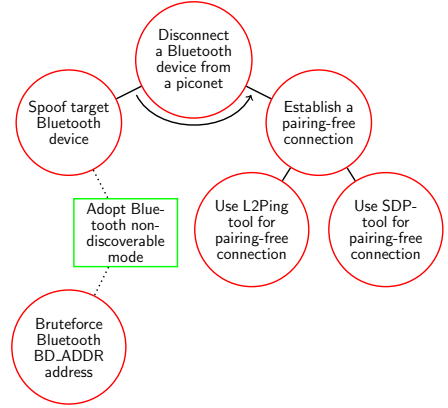 Disconnect
a Bluetooth
device from
a piconet
Spoof target
Bluetooth
device
Establish a
pairing-free
connection
Adopt Blue-
tooth non-
discoverable
mode
Use L2Ping
tool for
pairing-free
connection
Use SDP-
tool for
pairing-free
connection
Bruteforce
Bluetooth
BD_ADDR
address